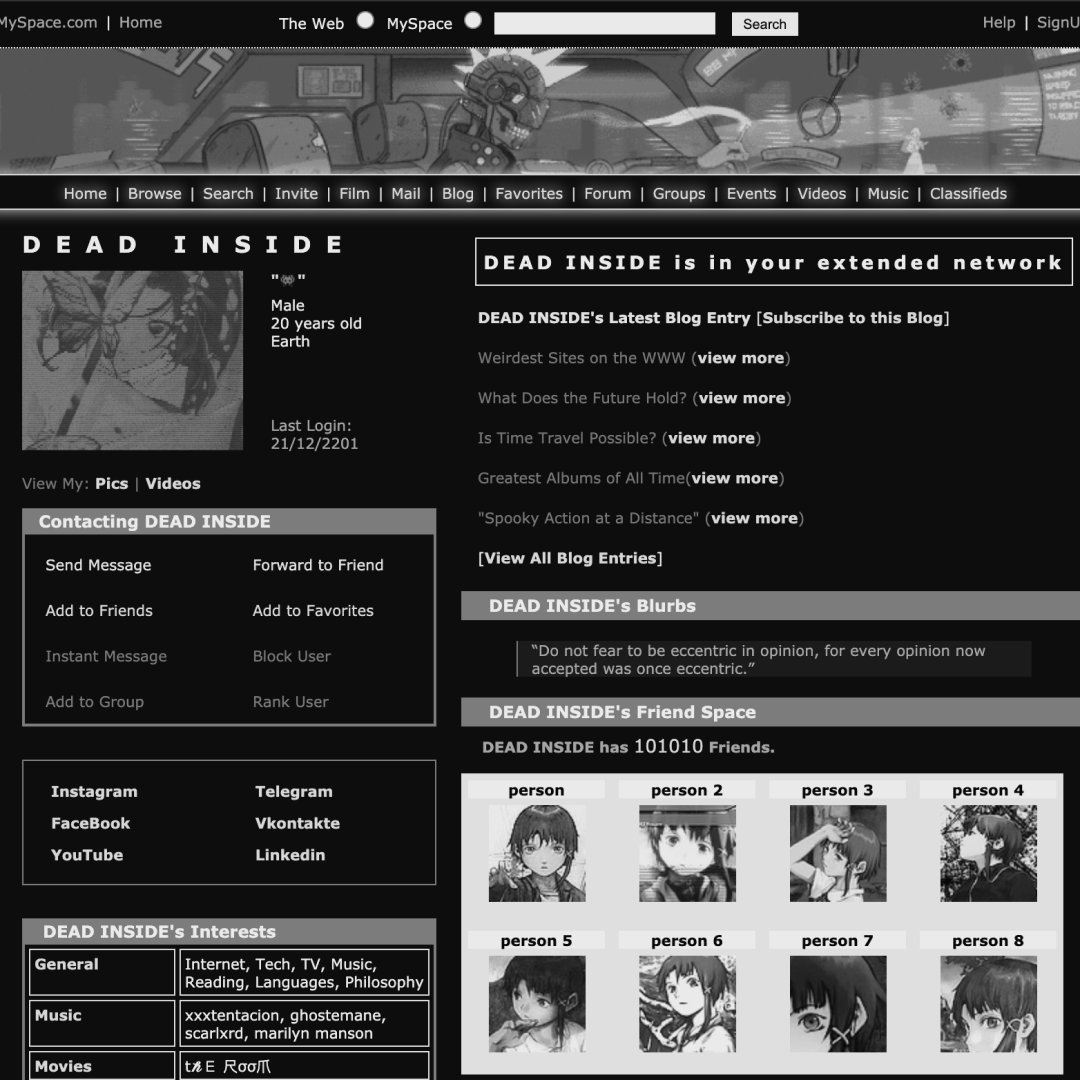 MySpace.com | Home
The Web MySpace Search
Help | SignU
Home | Browse | Search | Invite | Film | Mail | Blog | Favorites | Forum | Groups | Events | Videos | Music | Classifieds
DEAD INSIDE
Male
20 years old
Earth
Last Login:
21/12/2201
View My: Pics | Videos
Contacting DEAD INSIDE
Send Message
Forward to Friend
Add to Friends
Add to Favorites
Instant Message
Block User
Add to Group
Rank User
Instagram
Telegram
FaceBook
Vkontakte
YouTube
Linkedin
DEAD INSIDE's Interests
General
Internet, Tech, TV, Music,
Reading, Languages, Philosophy
Music
xxxtentacion, ghostemane,
scarlxrd, marilyn manson
Movies
t𝓱E 尺σσ爪
DEAD INSIDE is in your extended network
DEAD INSIDE's Latest Blog Entry [Subscribe to this Blog]
Weirdest Sites on the WWW (view more)
What Does the Future Hold? (view more)
Is Time Travel Possible? (view more)
Greatest Albums of All Time(view more)
"Spooky Action at a Distance" (view more)
[View All Blog Entries]
DEAD INSIDE's Blurbs
“Do not fear to be eccentric in opinion, for every opinion now
accepted was once eccentric.”
DEAD INSIDE's Friend Space
DEAD INSIDE has 101010 Friends.
person
person 2
person 3
person 4
person 5
person 6
person 7
person 8